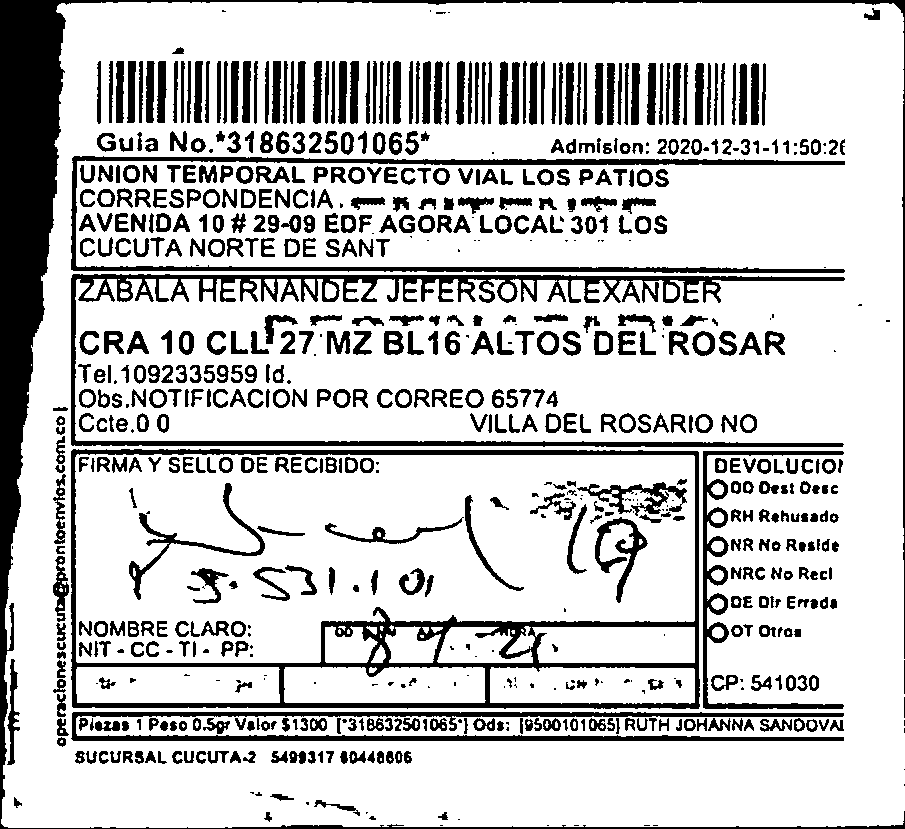 Guia No.*318632501065*
Admision: 2020-12-31-11:50:26
UNION TEMPORAL PROYECTO VIAL LOS PATIOS
CORRESPONDENCIA.
AVENIDA 10 # 29-09 EDF AGORA LOCAL 301 LOS
CUCUTA NORTE DE SANT
ZABALA HERNANDEZ JEFERSON ALEXANDER
CRA 10 CLL 27 MZ BL16 ALTOS DEL ROSAR
Tel.1092335959 Id.
Obs.NOTIFICACION POR CORREO 65774
Ccte.0 0 VILLA DEL ROSARIO NO
operacionescucuta@prontoenvios.com.co
FIRMA Y SELLO DE RECIBIDO:
NOMBRE CLARO:
NIT - CC - TI - PP:
HORA
DEVOLUCIO
DD Dest Desc
RH Rehusado
NR No Reside
NRC No Recl
DE Dir Errada
OT Otros
CP: 541030
Piezas 1 Peso 0.5gr Valor $1300 [*318632501065*] Ods: [9500101065] RUTH JOHANNA SANDOVAL
SUCURSAL CUCUTA-2 5499317 60448606